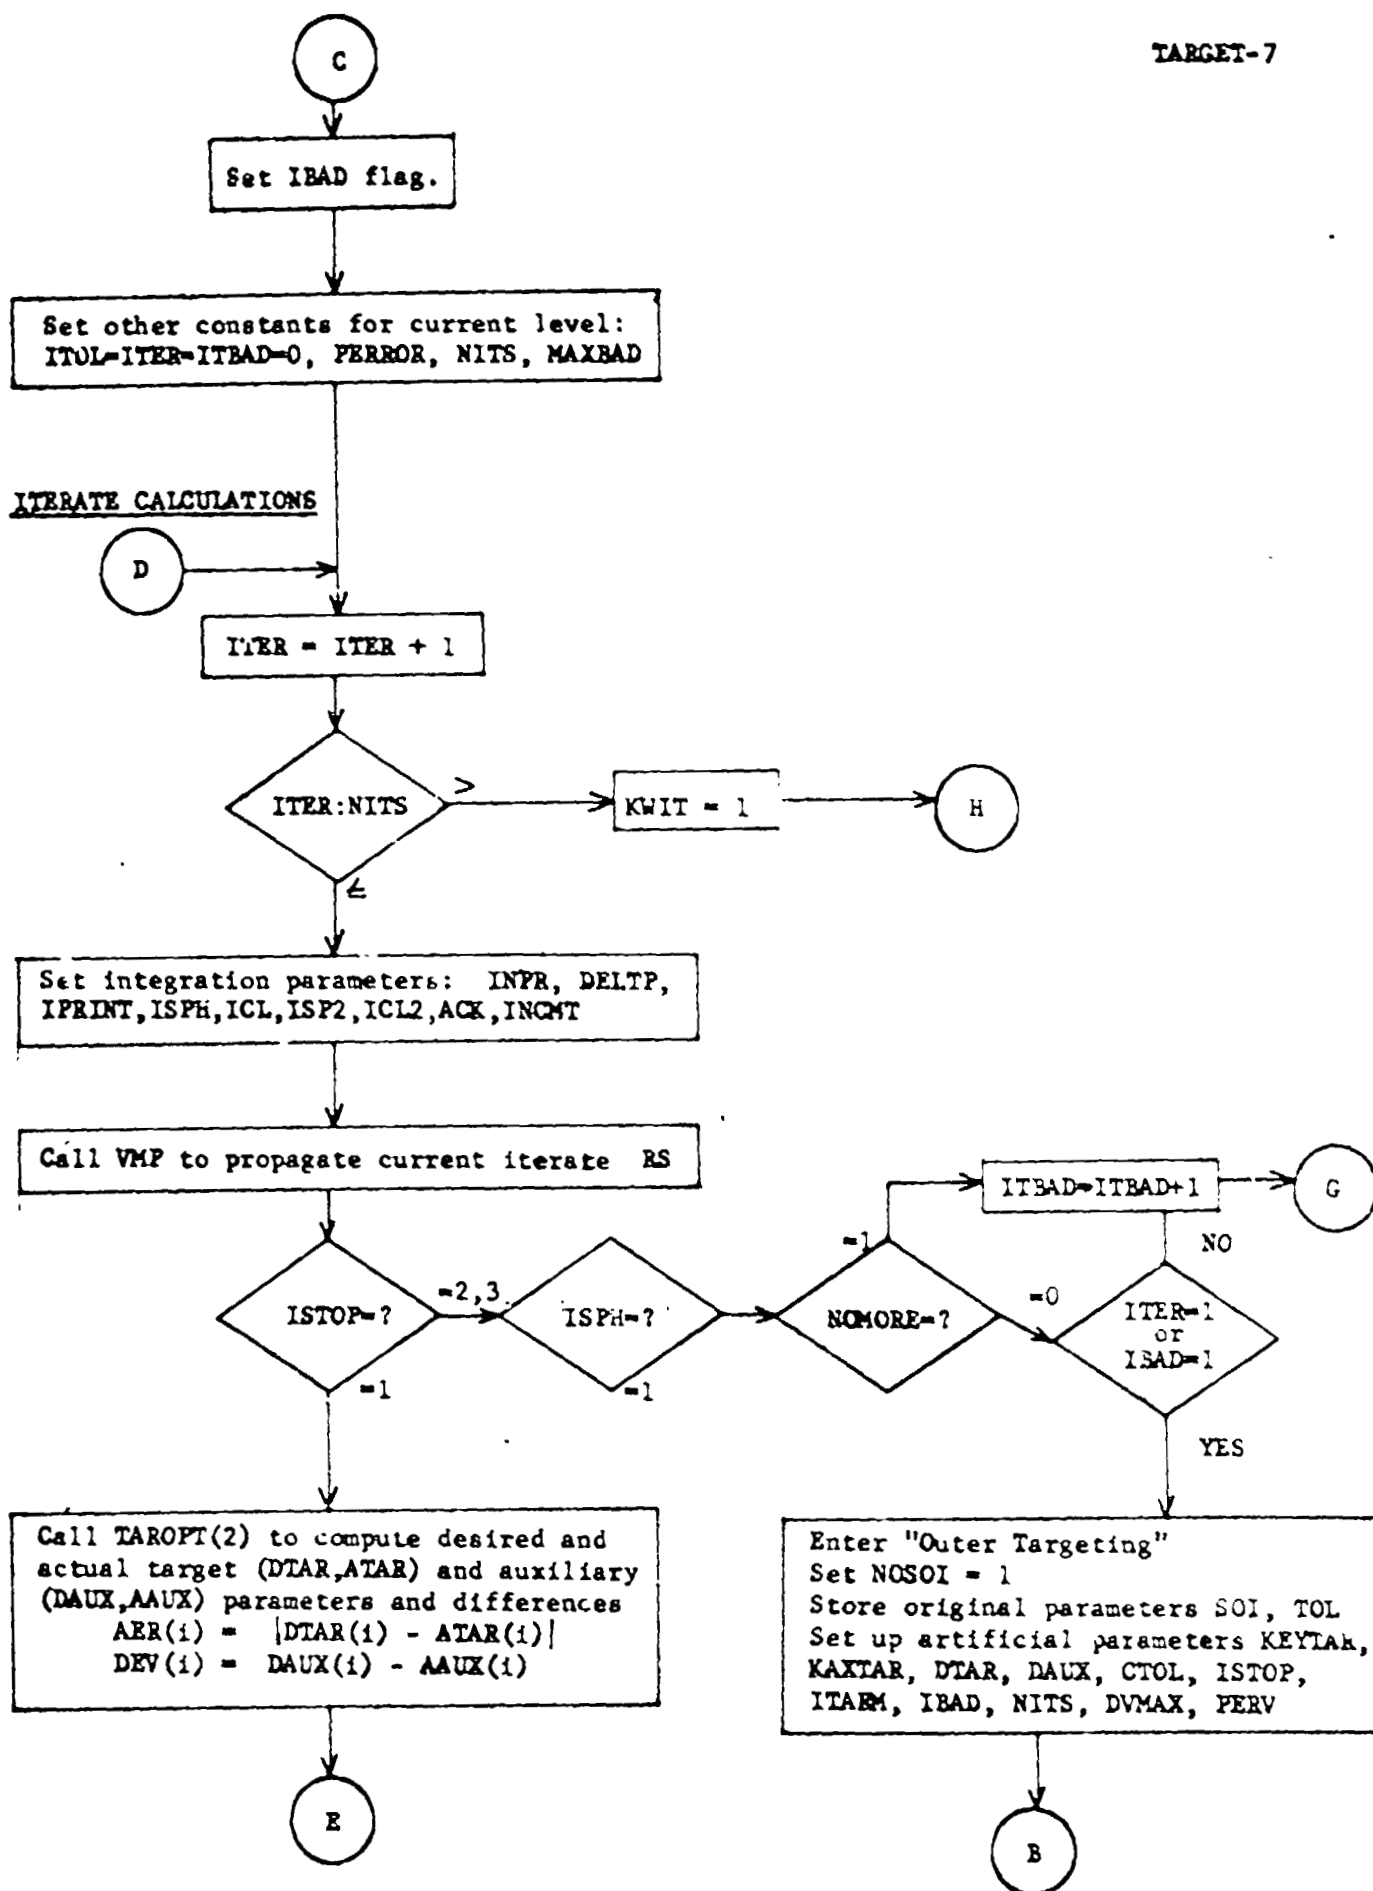 TARGET-7
C
Set IBAD flag.
Set other constants for current level:
ITOL=ITER=ITBAD=0, PERROR, NITS, MAXBAD
ITERATE CALCULATIONS
D
ITER = ITER + 1
ITER:NITS
>
KWIT = 1
H
≤
Set integration parameters: INPR, DELTP,
IPRINT,ISPH,ICL,ISP2,ICL2,ACK,INCMT
Call VMP to propagate current iterate RS
ITBAD=ITBAD+1
G
NO
=1
ISTOP=?
=2,3
ISPH=?
NOMORE=?
=0
ITER=1
or
IBAD=1
=1
=1
YES
Call TAROPT(2) to compute desired and
actual target (DTAR,ATAR) and auxiliary
(DAUX,AAUX) parameters and differences
AER(i) = |DTAR(i) - ATAR(i)|
DEV(i) = DAUX(i) - AAUX(i)
Enter "Outer Targeting"
Set NOSOI = 1
Store original parameters SOI, TOL
Set up artificial parameters KEYTAR,
KAXTAR, DTAR, DAUX, CTOL, ISTOP,
ITARM, IBAD, NITS, DVMAX, PERV
E
B